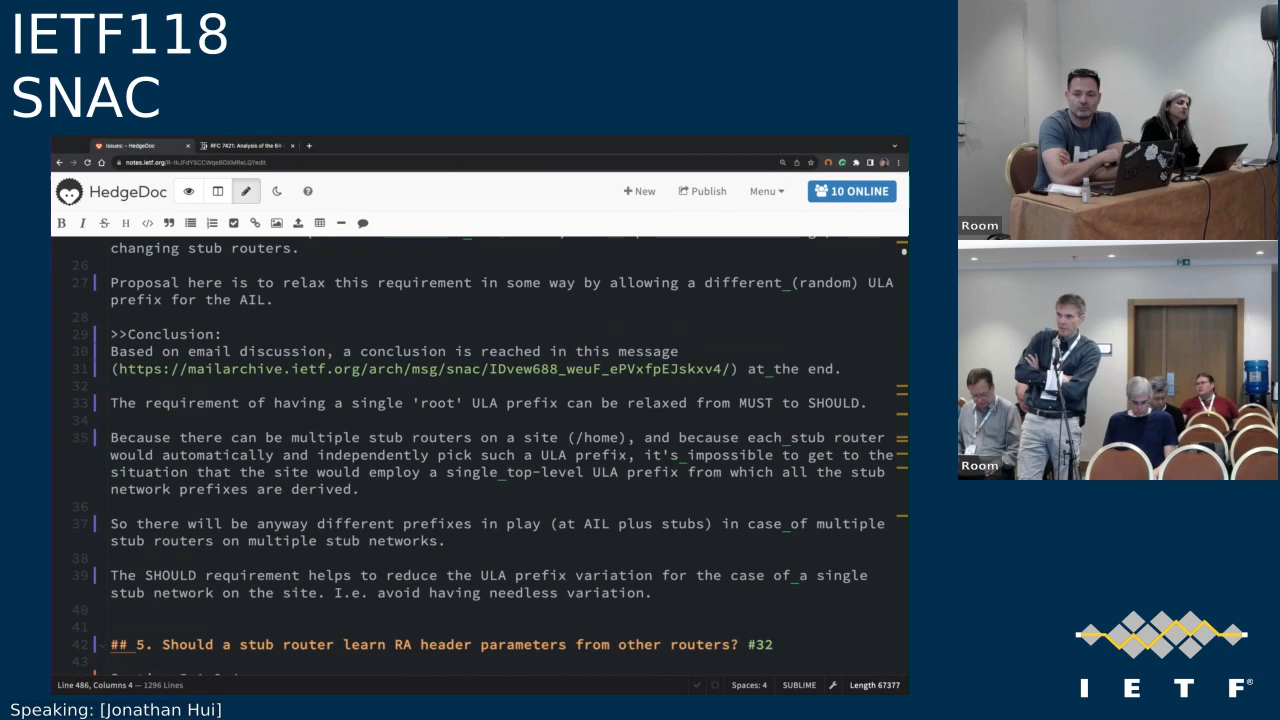 IETF118
SNAC
Issues: - HedgeDoc
RFC 7421: Analysis of the 64-
HedgeDoc
New
Publish
Menu
10 ONLINE
B I S H
changing stub routers.
26
27 Proposal here is to relax this requirement in some way by allowing a different_(random) ULA
prefix for the AIL.
28
29 >>Conclusion:
30 Based on email discussion, a conclusion is reached in this message
31 (https://mailarchive.ietf.org/arch/msg/snac/IDvew688_weuF_ePVxfpEJskxv4/) at_the end.
32
33 The requirement of having a single 'root' ULA prefix can be relaxed from MUST to SHOULD.
34
35 Because there can be multiple stub routers on a site (/home), and because each_stub router
would automatically and independently pick such a ULA prefix, it's_impossible to get to the
situation that the site would employ a single_top-level ULA prefix from which all the stub
network prefixes are derived.
36
37 So there will be anyway different prefixes in play (at AIL plus stubs) in case_of multiple
stub routers on multiple stub networks.
38
39 The SHOULD requirement helps to reduce the ULA prefix variation for the case of_a single
stub network on the site. I.e. avoid having needless variation.
40
41
42 ## 5. Should a stub router learn RA header parameters from other routers? #32
43
Line 486, Columns 4 — 1296 Lines
Spaces: 4
SUBLIME
Length 67377
Room
Room
I E T F®
Speaking: [Jonathan Hui]